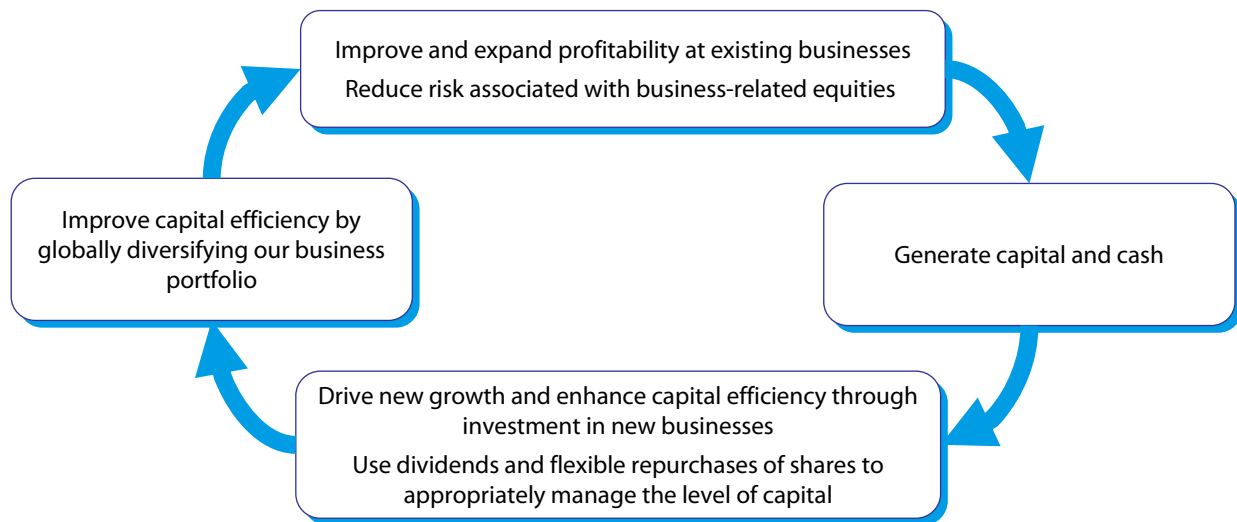 Improve and expand profitability at existing businesses
Reduce risk associated with business-related equities
Generate capital and cash
Drive new growth and enhance capital efficiency through
investment in new businesses
Use dividends and flexible repurchases of shares to
appropriately manage the level of capital
Improve capital efficiency by
globally diversifying our business
portfolio